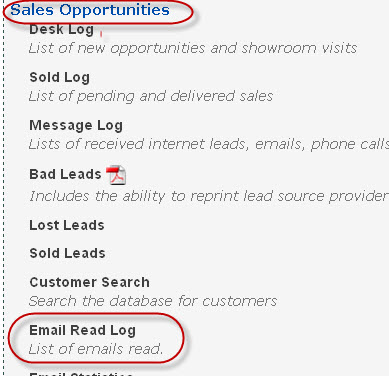 Sales Opportunities
Desk Log
List of new opportunities and showroom visits
Sold Log
List of pending and delivered sales
Message Log
Lists of received internet leads, emails, phone calls
Bad Leads
Includes the ability to reprint lead source provider
Lost Leads
Sold Leads
Customer Search
Search the database for customers
Email Read Log
List of emails read.
Email Statistics